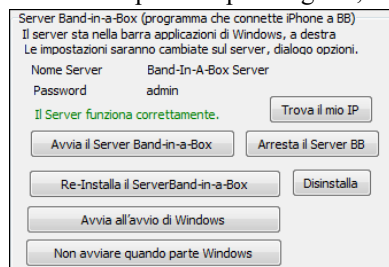 Server Band-in-a-Box (programma che connette iPhone a BB)
Il server sta nella barra applicazioni di Windows, a destra
Le impostazioni saranno cambiate sul server, dialogo opzioni.
Nome Server Band-In-A-Box Server
Password admin
Il Server funziona correttamente.
Trova il mio IP
Avvia il Server Band-in-a-Box
Arresta il Server BB
Re-Installa il ServerBand-in-a-Box
Disinstalla
Avvia all'avvio di Windows
Non avviare quando parte Windows